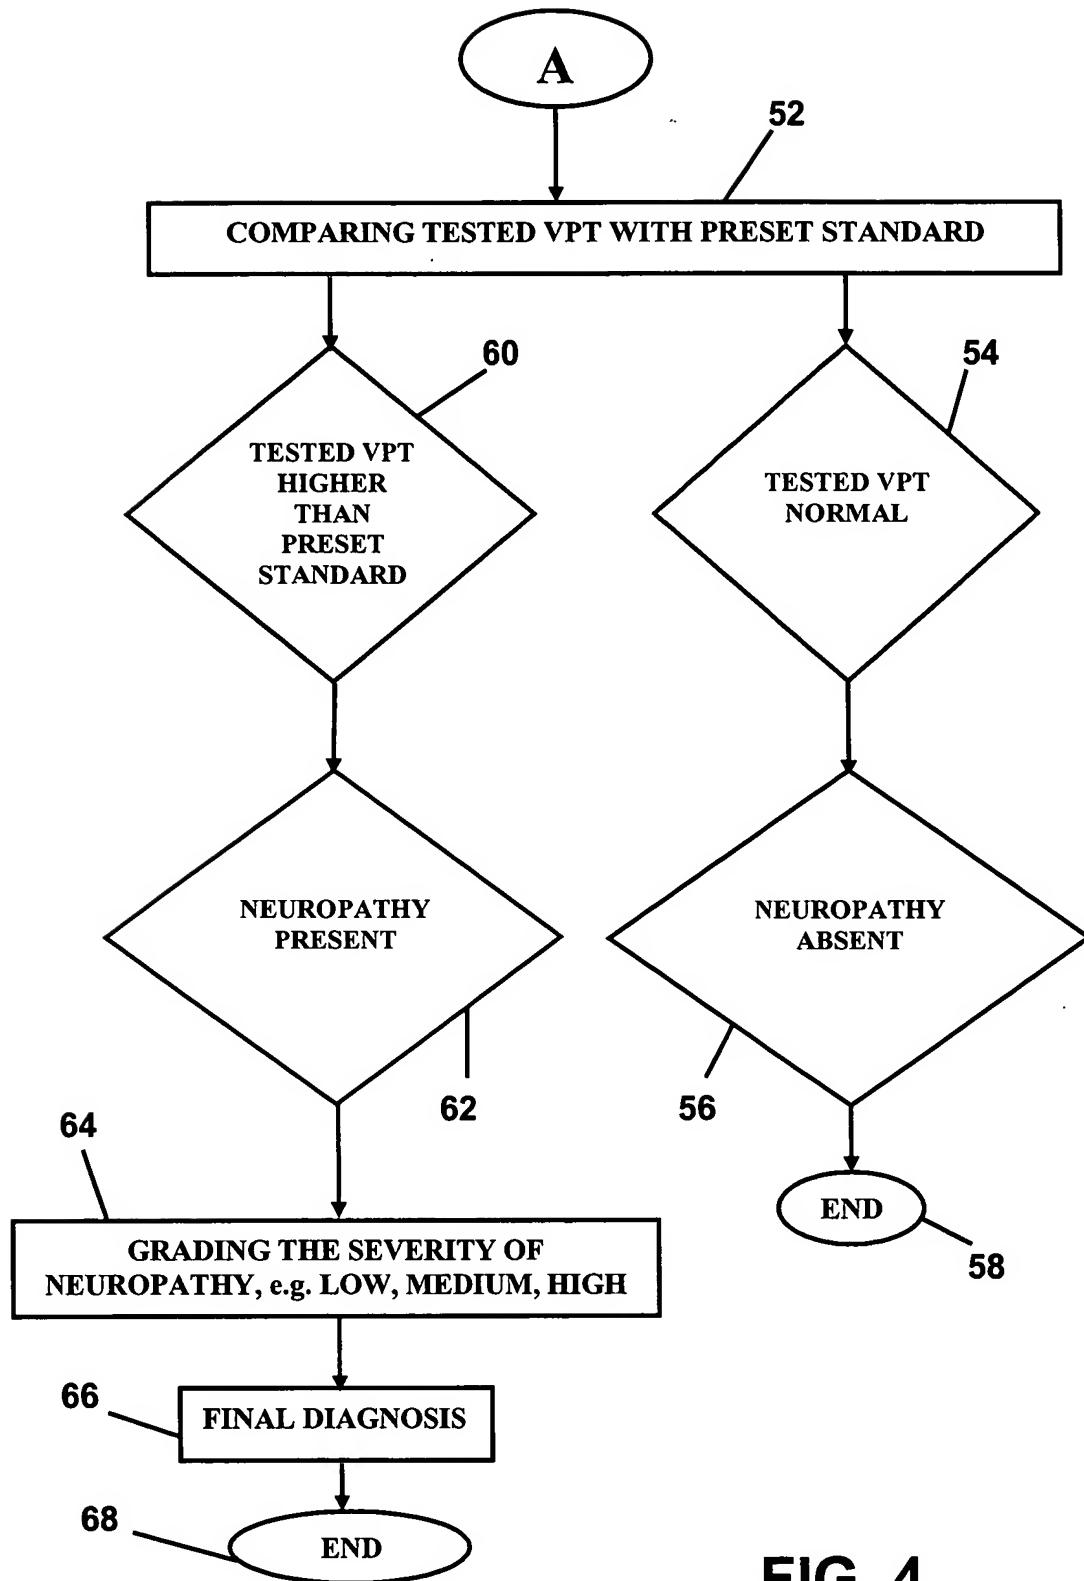 A
52
COMPARING TESTED VPT WITH PRESET STANDARD
60
54
TESTED VPT
HIGHER
THAN
PRESET
STANDARD
TESTED VPT
NORMAL
NEUROPATHY
PRESENT
NEUROPATHY
ABSENT
62
56
64
END
58
GRADING THE SEVERITY OF
NEUROPATHY, e.g. LOW, MEDIUM, HIGH
66
FINAL DIAGNOSIS
68
END
FIG. 4